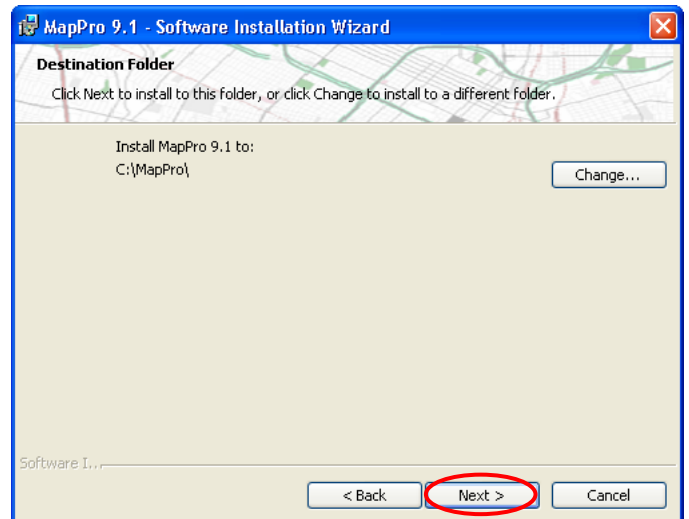 MapPro 9.1 - Software Installation Wizard
Destination Folder
Click Next to install to this folder, or click Change to install to a different folder.
Install MapPro 9.1 to:
C:\MapPro\
Change...
Software I...
< Back
Next >
Cancel